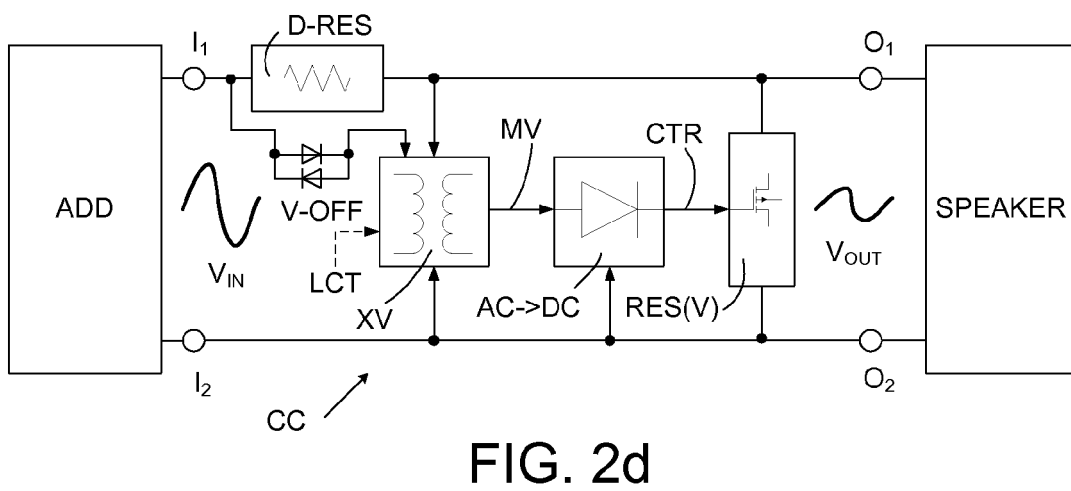 D-RES
I1
O1
MV
CTR
ADD
V-OFF
SPEAKER
VIN
LCT
XV
AC->DC
RES(V)
VOUT
I2
O2
CC
FIG. 2d